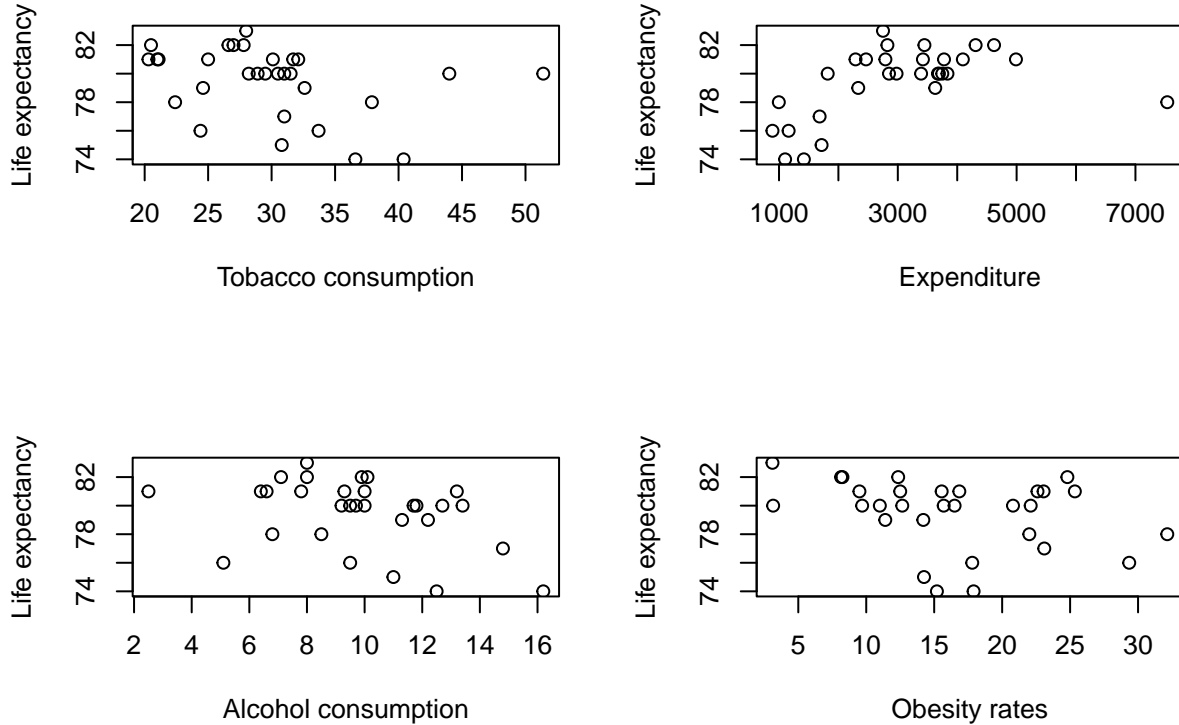 Life expectancy
74 78 82
20 25 30 35 40 45 50
Tobacco consumption
Life expectancy
74 78 82
1000 3000 5000 7000
Expenditure
Life expectancy
74 78 82
2 4 6 8 10 12 14 16
Alcohol consumption
Life expectancy
74 78 82
5 10 15 20 25 30
Obesity rates